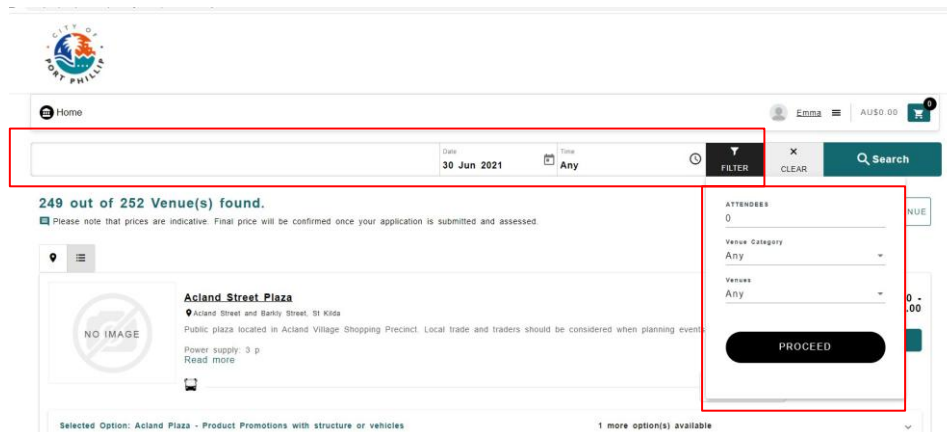 CITY OF
PORT PHILLIP
Home
Emma
AU$0.00
0
Date
30 Jun 2021
Time
Any
FILTER
CLEAR
Search
249 out of 252 Venue(s) found.
Please note that prices are indicative. Final price will be confirmed once your application is submitted and assessed.
NUE
ATTENDEES
0
Venue Category
Any
Venues
Any
PROCEED
NO IMAGE
Acland Street Plaza
Acland Street and Barkly Street, St Kilda
Public plaza located in Acland Village Shopping Precinct. Local trade and traders should be considered when planning events
Power supply: 3 p
Read more
0 -
.00
Selected Option: Acland Plaza - Product Promotions with structure or vehicles
1 more option(s) available